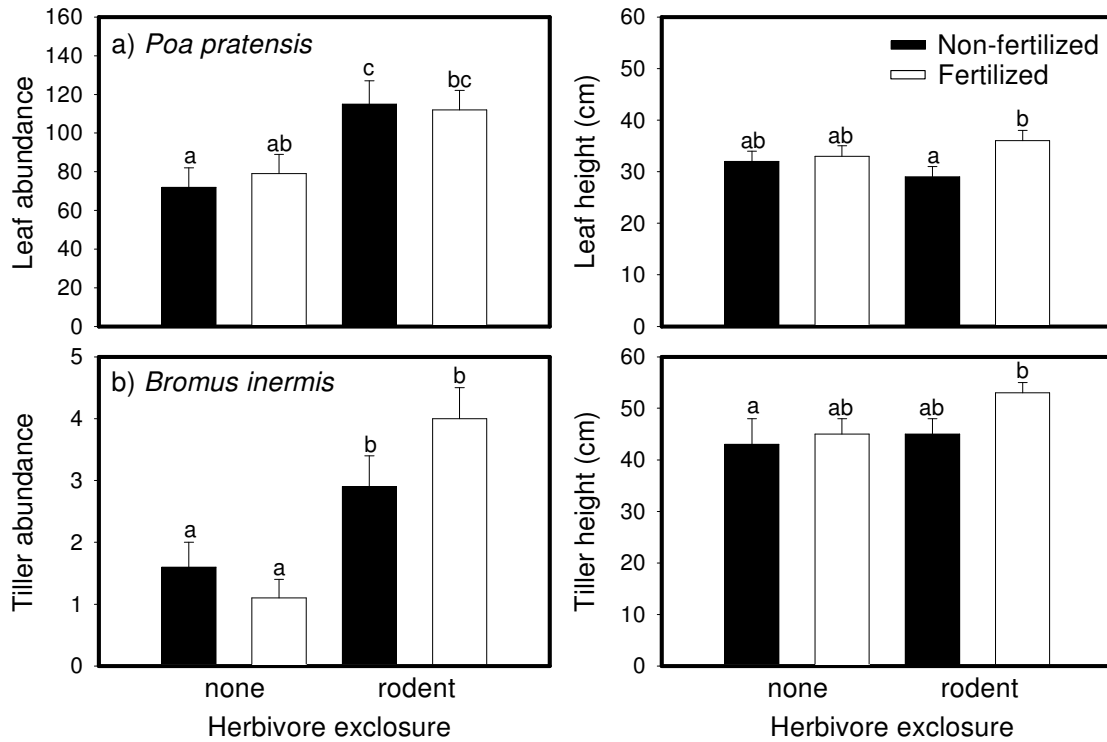 a) Poa pratensis
Leaf abundance
160
140
120
100
80
60
40
20
0
a
ab
c
bc
Leaf height (cm)
60
50
40
30
20
10
0
Non-fertilized
Fertilized
ab
ab
a
b
b) Bromus inermis
Tiller abundance
5
4
3
2
1
0
a
a
b
b
none
rodent
Herbivore exclosure
Tiller height (cm)
60
50
40
30
20
10
0
a
ab
ab
b
none
rodent
Herbivore exclosure